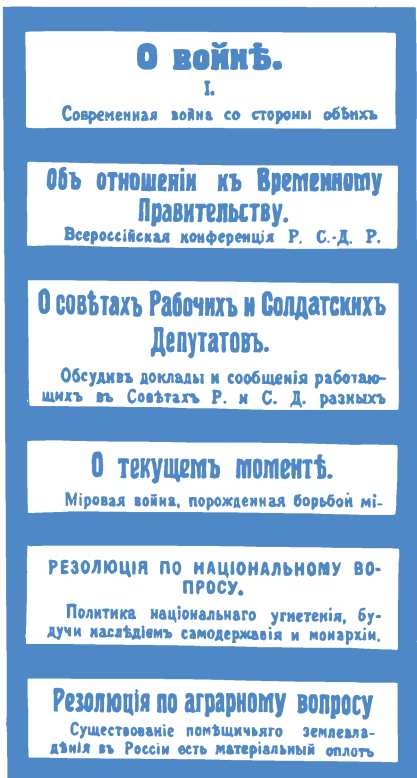 О войнѣ.
I.
Современная война со стороны обѣихъ
Объ отношеніи къ Временному
Правительству.
Всероссійская конференція Р. С.-Д. Р.
О совѣтахъ Рабочихъ и Солдатскихъ
Депутатовъ.
Обсудивъ доклады и сообщенія работаю-
щихъ въ Совѣтахъ Р. и С. Д. разныхъ
О текущемъ моментѣ.
Міровая война, порожденная борьбой мі-
РЕЗОЛЮЦІЯ ПО НАЦІОНАЛЬНОМУ ВО-
ПРОСУ.
Политика національнаго угнетенія, бу-
дучи наслѣдіемъ самодержавія и монархіи,
Резолюція по аграрному вопросу
Существованіе помѣщичьяго землевла-
дѣнія въ Россіи есть матеріальный оплотъ